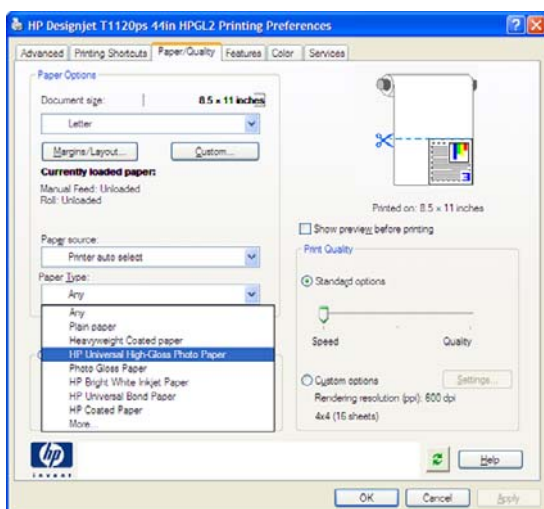 HP Designjet T1120ps 44in HPGL2 Printing Preferences
Advanced Printing Shortcuts Paper/Quality Features Color Services
Paper Options
Document size: 8.5 x 11 inches
Letter
Margins/Layout... Custom...
Currently loaded paper:
Manual Feed: Unloaded
Roll: Unloaded
Paper source:
Printer auto select
Paper Type:
Any
Any
Plain paper
Heavyweight Coated paper
HP Universal High-Gloss Photo Paper
Photo Gloss Paper
HP Bright White Inkjet Paper
HP Universal Bond Paper
HP Coated Paper
More...
Printed on: 8.5 x 11 inches
Show preview before printing
Print Quality
Standard options
Speed Quality
Custom options Settings...
Rendering resolution (ppi): 600 dpi
4x4 (16 sheets)
hp
invent
Help
OK Cancel Apply